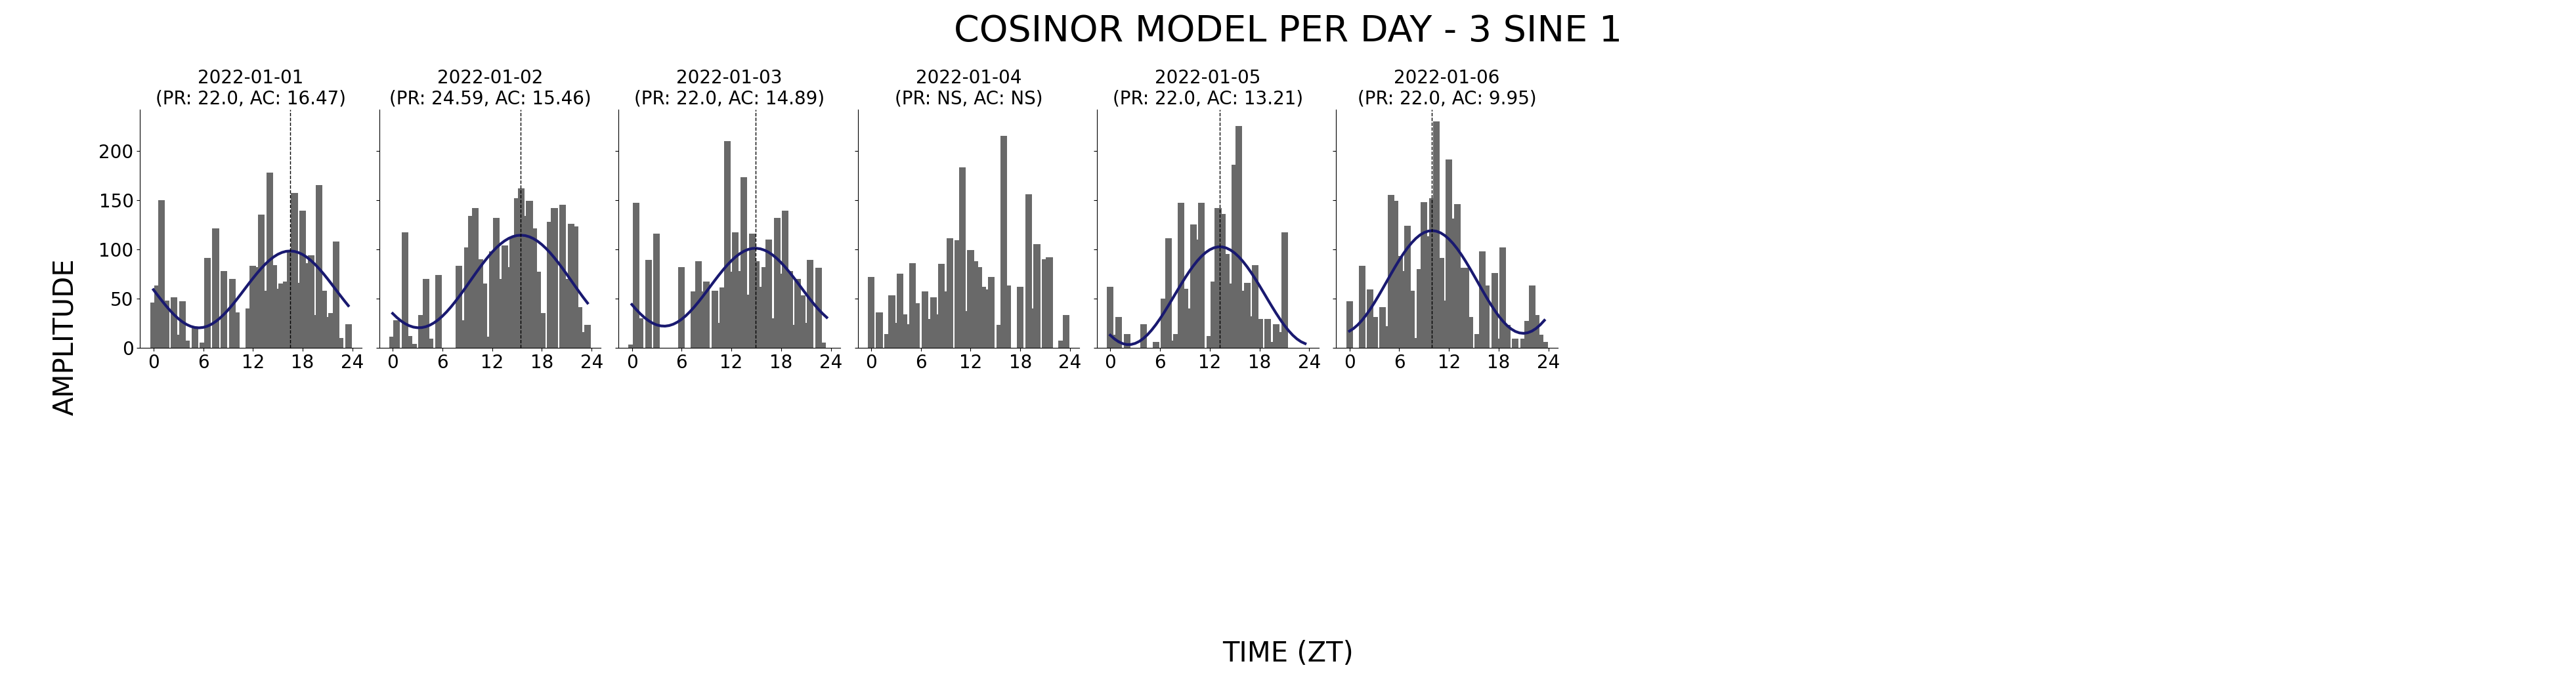 COSINOR MODEL PER DAY - 3 SINE 1
2022-01-01
(PR: 22.0, AC: 16.47)
2022-01-02
(PR: 24.59, AC: 15.46)
2022-01-03
(PR: 22.0, AC: 14.89)
2022-01-04
(PR: NS, AC: NS)
2022-01-05
(PR: 22.0, AC: 13.21)
2022-01-06
(PR: 22.0, AC: 9.95)
200
150
100
50
0
0 6 12 18 24
0 6 12 18 24
0 6 12 18 24
0 6 12 18 24
0 6 12 18 24
0 6 12 18 24
AMPLITUDE
TIME (ZT)